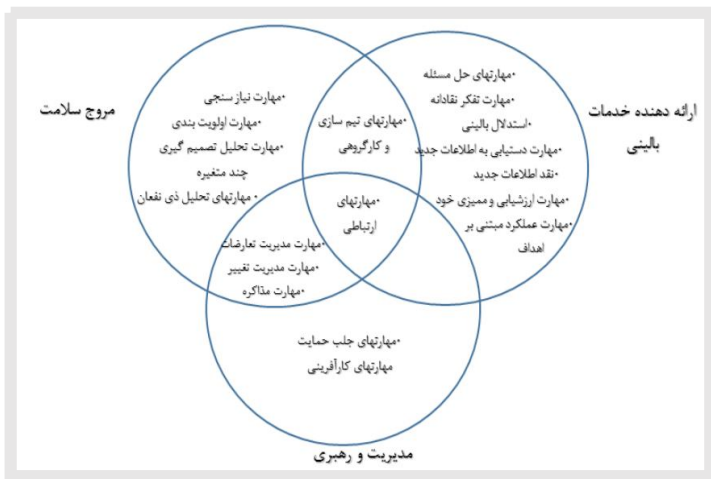 ارائه دهنده خدمات
بالینی
•مهارتهای حل مسئله
•مهارت تفکر نقادانه
•استدلال بالینی
•مهارت دستیابی به اطلاعات جدید
•نقد اطلاعات جدید
•مهارت ارزشیابی و ممیزی خود
•مهارت عملکرد مبتنی بر
اهداف
•مهارتهای تیم سازی
و کارگروهی
مروج سلامت
•مهارت نیاز سنجی
•مهارت اولویت بندی
•مهارت تحلیل تصمیم گیری
چند متغیره
•مهارتهای تحلیل ذی نفعان
•مهارتهای
ارتباطی
•مهارت مدیریت تعارضات
•مهارت مدیریت تغییر
•مهارت مذاکره
•مهارتهای جلب حمایت
مهارتهای کارآفرینی
مدیریت و رهبری